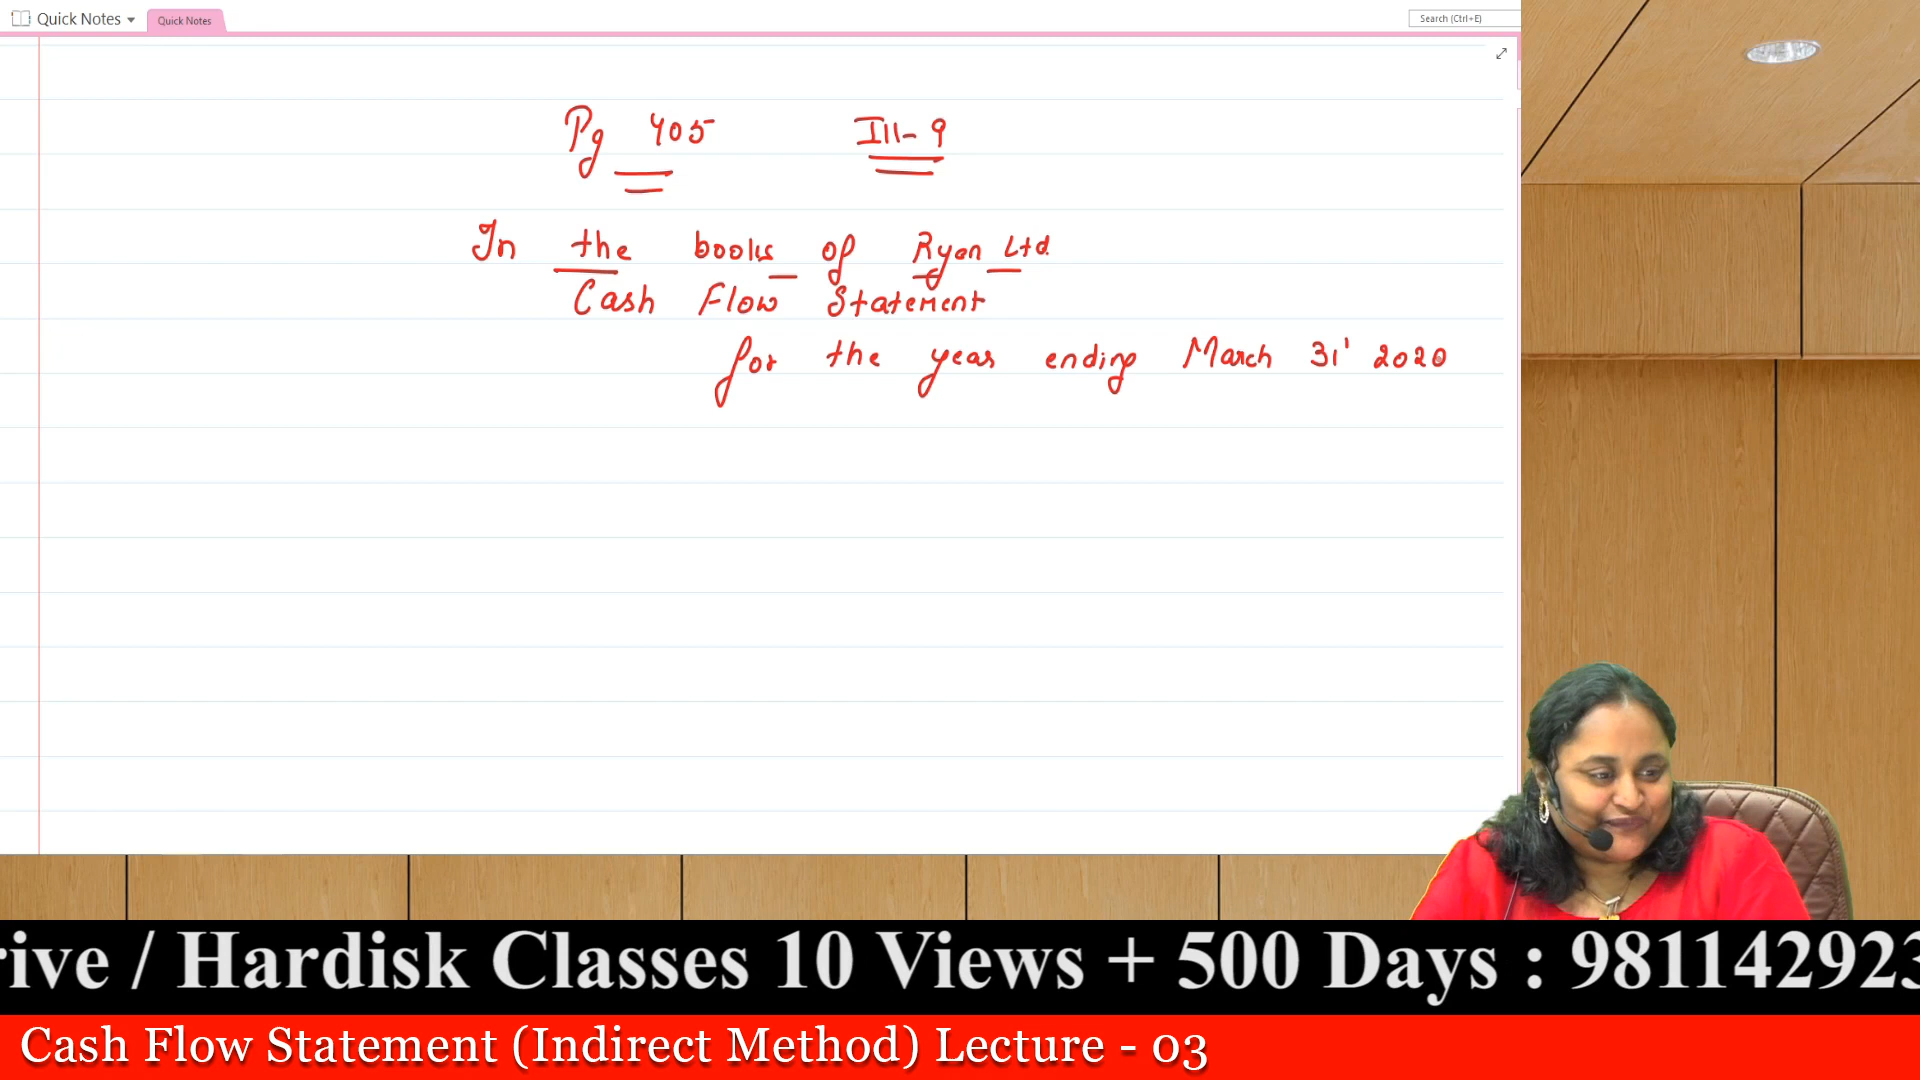 Quick Notes
Quick Notes
Search (Ctrl+E)
Pg 405 Ill-9
In the books of Ryan Ltd.
Cash Flow Statement
for the year ending March 31' 2020
rive / Hardisk Classes 10 Views + 500 Days : 981142923
Cash Flow Statement (Indirect Method) Lecture - 03